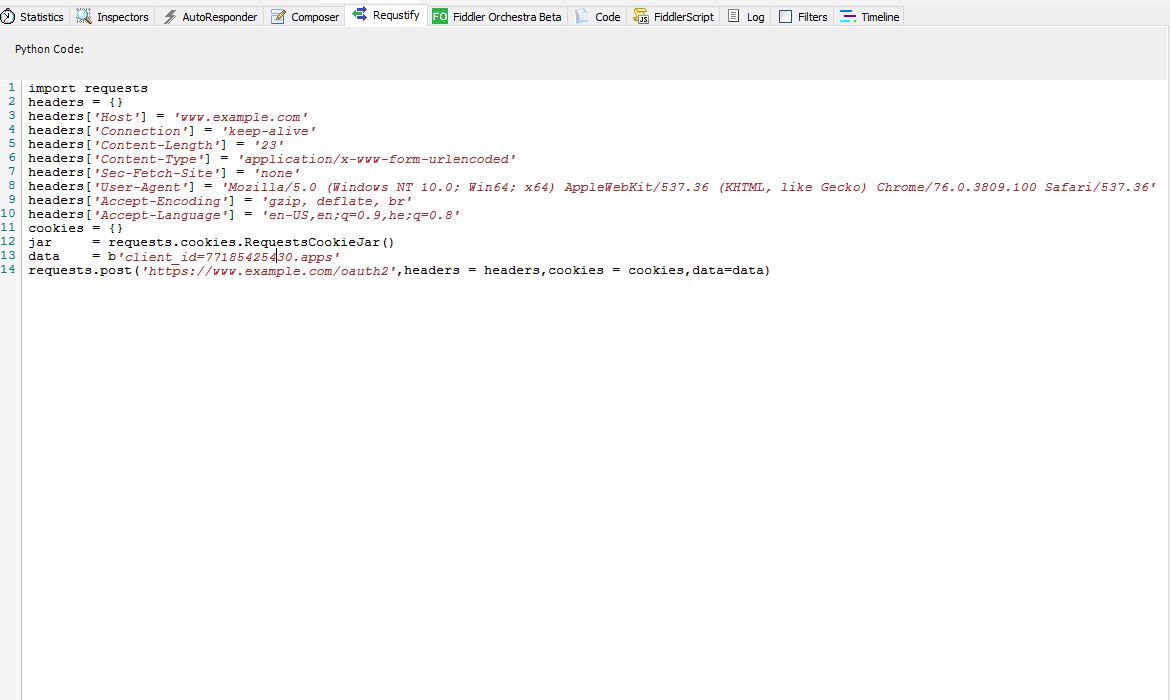 Statistics Inspectors AutoResponder Composer Requstify FO Fiddler Orchestra Beta Code JS FiddlerScript Log Filters Timeline
Python Code:
1 import requests
2 headers = {}
3 headers['Host'] = 'www.example.com'
4 headers['Connection'] = 'keep-alive'
5 headers['Content-Length'] = '23'
6 headers['Content-Type'] = 'application/x-www-form-urlencoded'
7 headers['Sec-Fetch-Site'] = 'none'
8 headers['User-Agent'] = 'Mozilla/5.0 (Windows NT 10.0; Win64; x64) AppleWebKit/537.36 (KHTML, like Gecko) Chrome/76.0.3809.100 Safari/537.36'
9 headers['Accept-Encoding'] = 'gzip, deflate, br'
10 headers['Accept-Language'] = 'en-US,en;q=0.9,he;q=0.8'
11 cookies = {}
12 jar     = requests.cookies.RequestsCookieJar()
13 data    = b'client_id=77185425430.apps'
14 requests.post('https://www.example.com/oauth2',headers = headers,cookies = cookies,data=data)